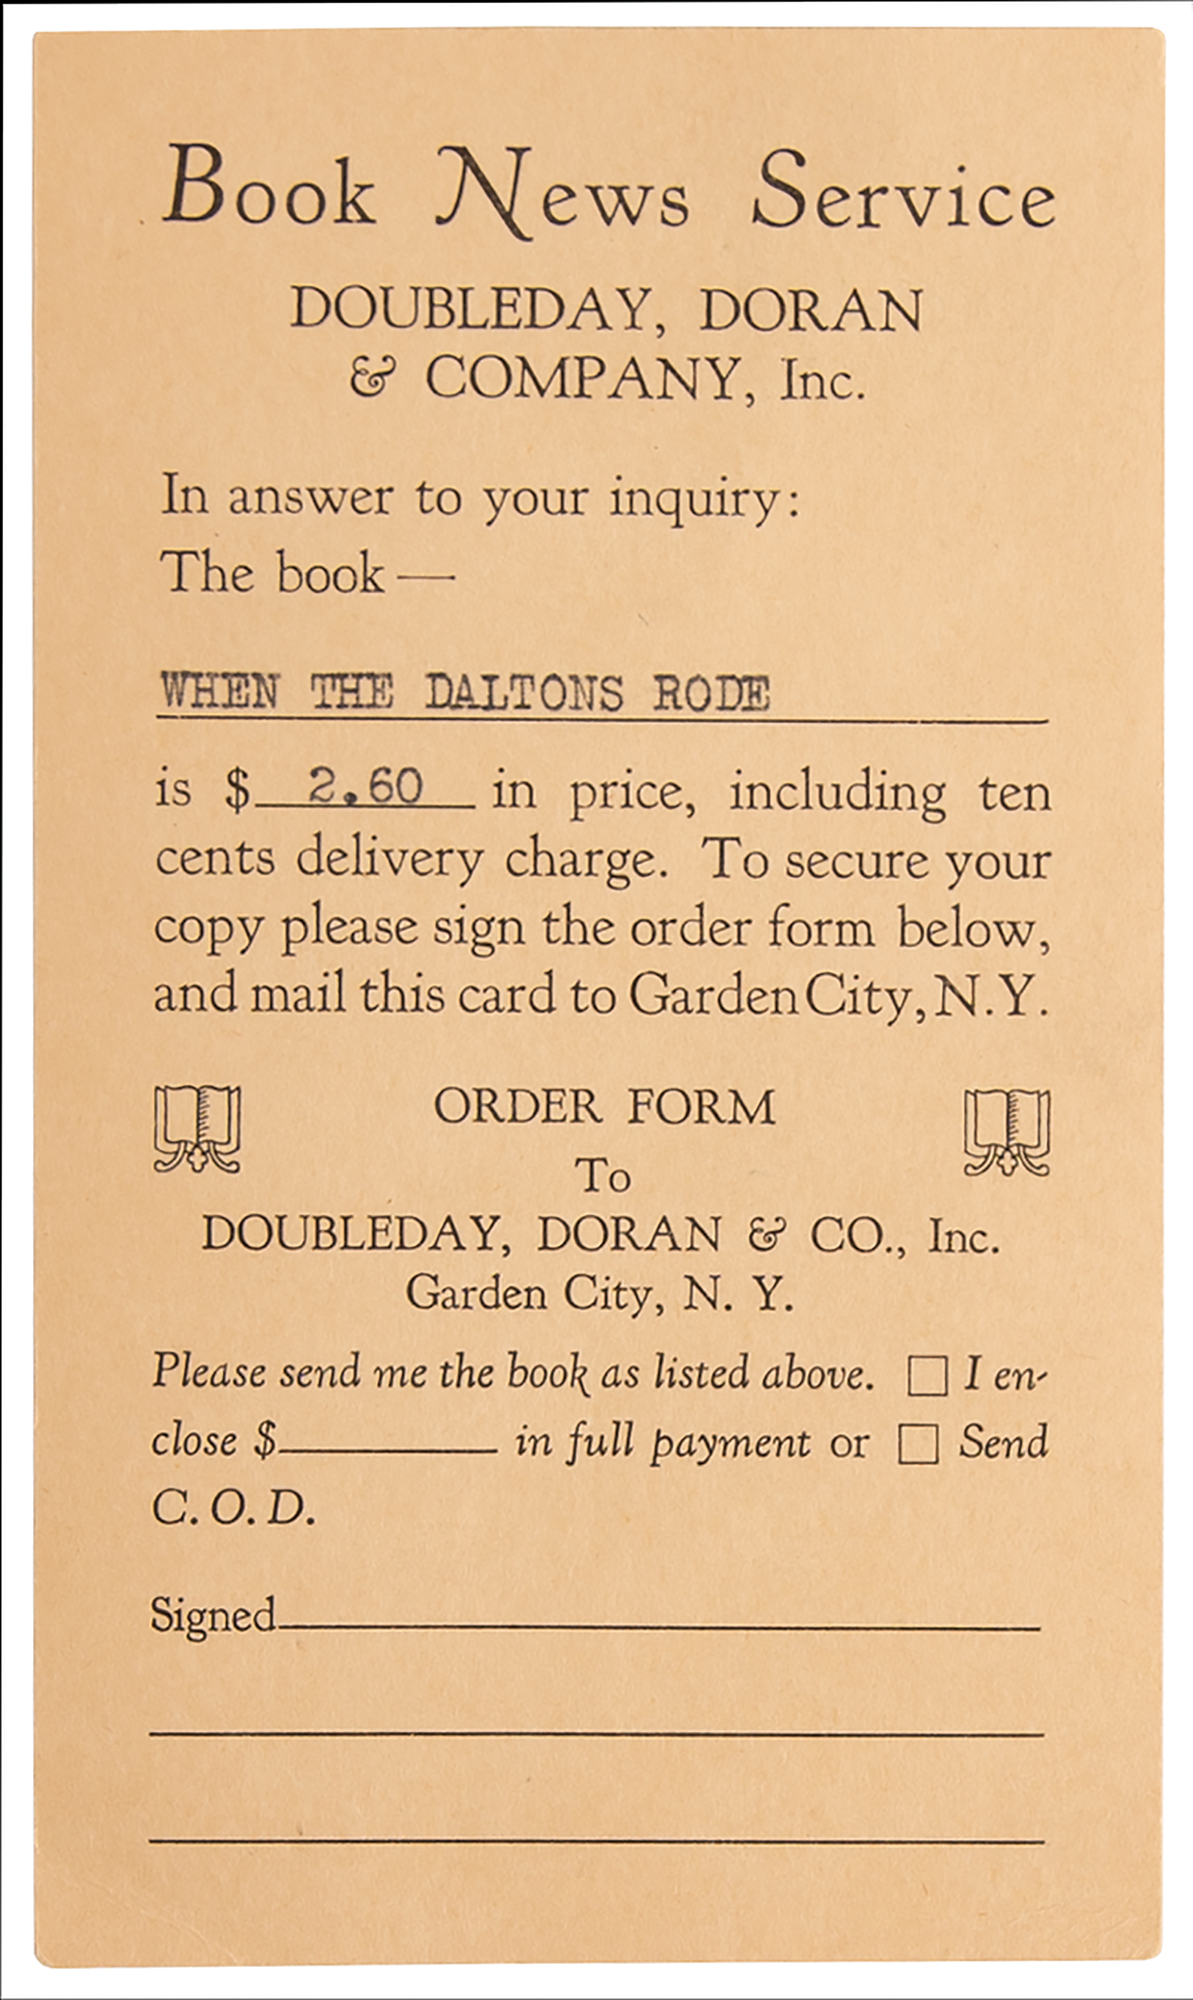 Book News Service
DOUBLEDAY, DORAN
& COMPANY, Inc.
In answer to your inquiry:
The book —
WHEN THE DALTONS RODE
is $ 2.60 in price, including ten
cents delivery charge. To secure your
copy please sign the order form below,
and mail this card to Garden City, N.Y.
ORDER FORM
To
DOUBLEDAY, DORAN & CO., Inc.
Garden City, N. Y.
Please send me the book as listed above. ☐ I en-
close $________ in full payment or ☐ Send
C. O. D.
Signed________